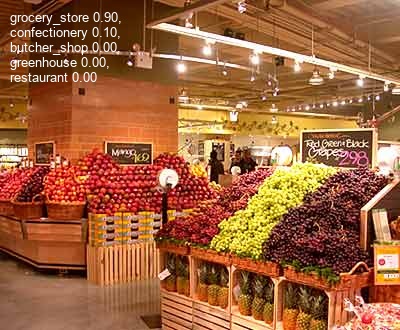 grocery_store 0.90,
confectionery 0.10,
butcher_shop 0.00,
greenhouse 0.00,
restaurant 0.00
Mango
Red Green & Black
Grapes 2.98